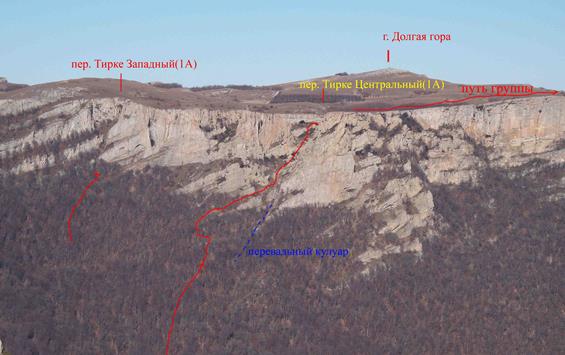 г. Долгая гора
пер. Тирке Западный(1А)
пер. Тирке Центральный(1А)
путь группы
перевальный кулуар